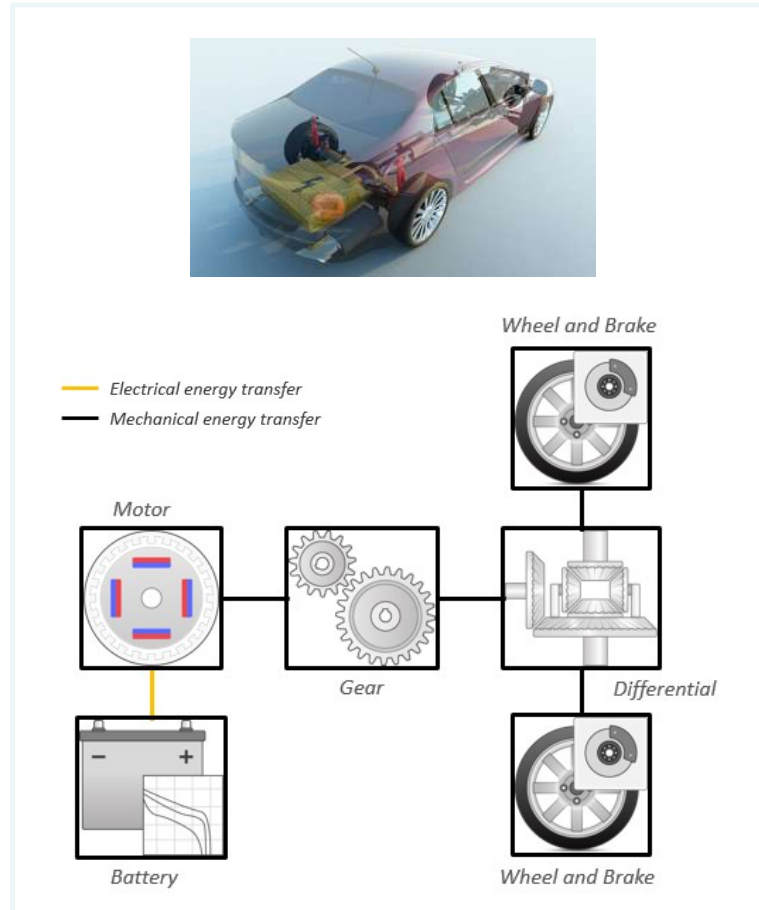 Wheel and Brake
Electrical energy transfer
Mechanical energy transfer
Motor
Gear
Differential
Battery
Wheel and Brake